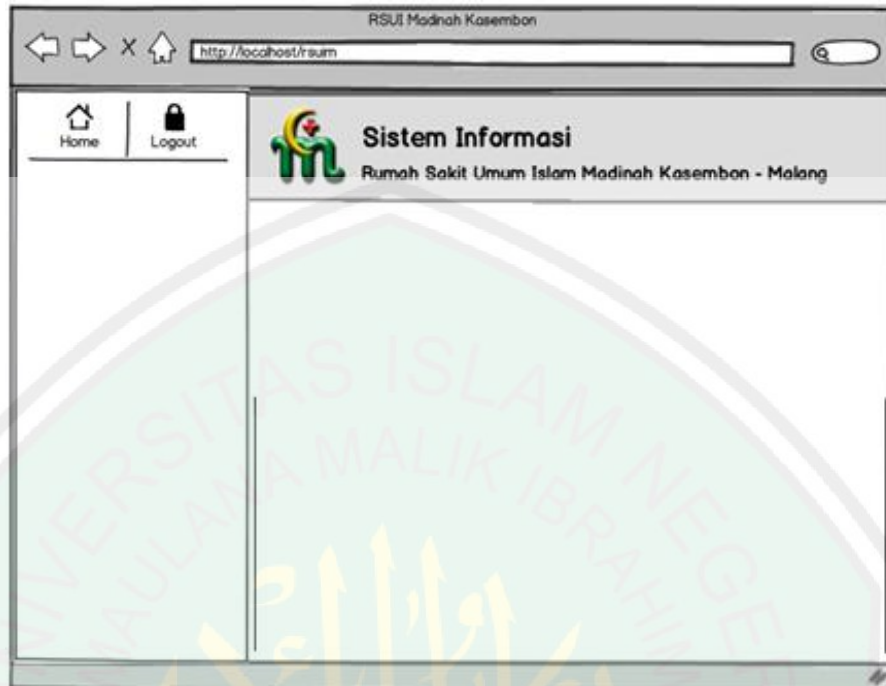 RSUI Madinah Kasembon
http://localhost/rsuim
Home
Logout
Sistem Informasi
Rumah Sakit Umum Islam Madinah Kasembon - Malang
UNIVERSITAS ISLAM NEGERI
MAULANA MALIK IBRAHIM